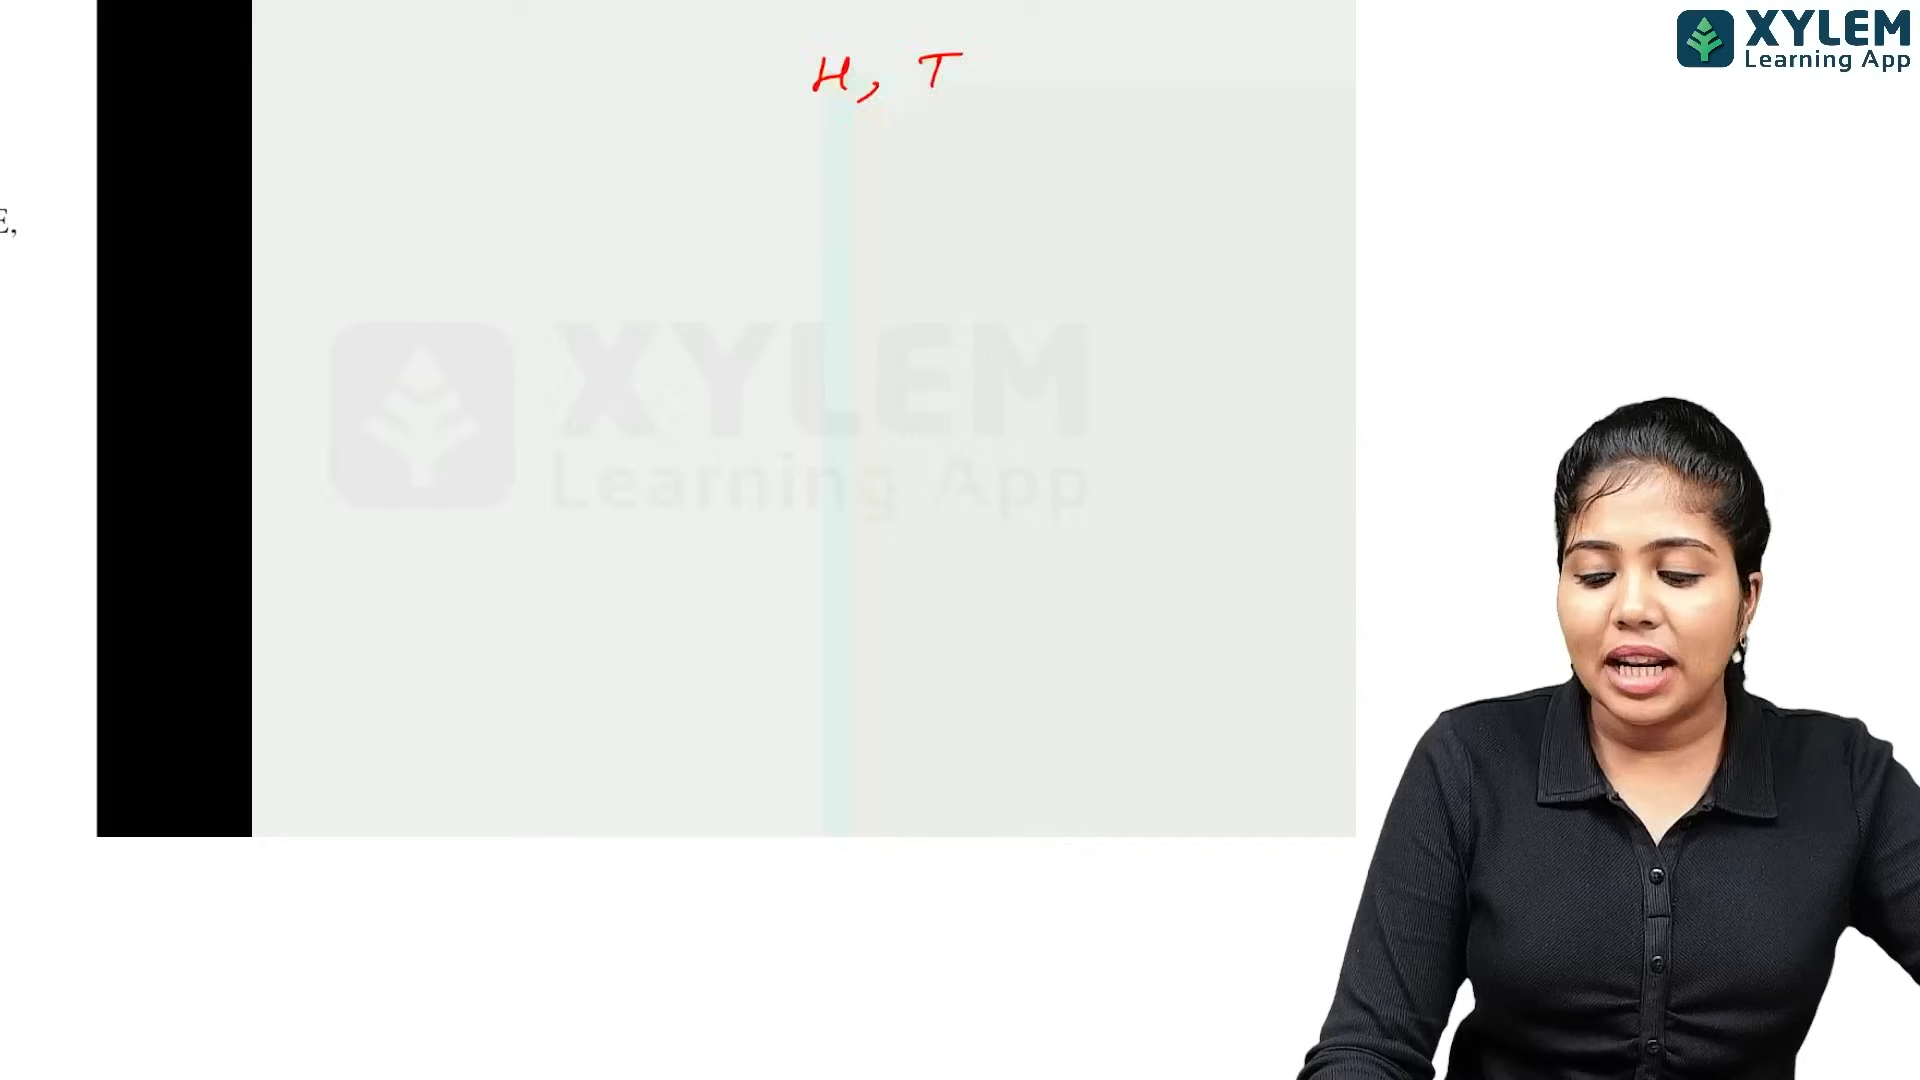 XYLEM
Learning App
H, T
E,
XYLEM
Learning App